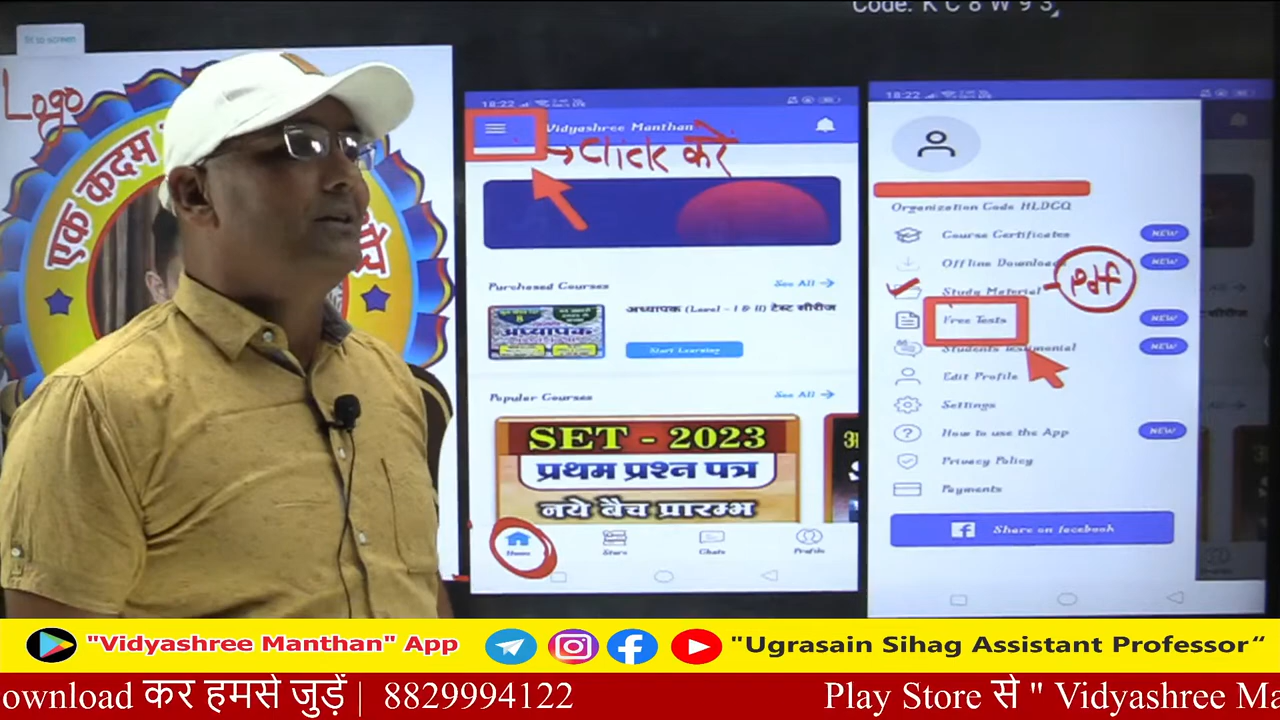 Code: KC8W93
Logo
एक कदम
18:22
Vidyashree Manthan
→ click करें
Purchased Courses
See All →
अध्यापक (Level - I & II) टेस्ट सीरीज
अध्यापक
Start Learning
Popular Courses
See All →
SET - 2023
प्रथम प्रश्न पत्र
नये बैच प्रारम्भ
Home
Store
Chats
Profile
18:22
Organization Code HLDCQ
Course Certificates
NEW
Offline Downloads
NEW
Study Material
pdf
Free Tests
NEW
Students Testimonial
NEW
Edit Profile
Settings
How to use the App
NEW
Privacy Policy
Payments
Share on facebook
"Vidyashree Manthan" App
"Ugrasain Sihag Assistant Professor“
ownload कर हमसे जुड़ें | 8829994122
Play Store से " Vidyashree Ma